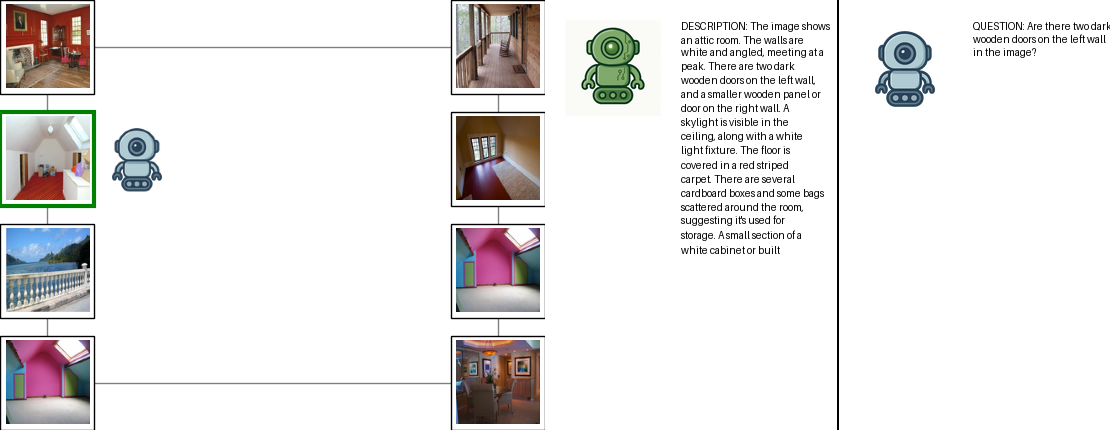 DESCRIPTION: The image shows
an attic room. The walls are
white and angled, meeting at a
peak. There are two dark
wooden doors on the left wall,
and a smaller wooden panel or
door on the right wall. A
skylight is visible in the
ceiling, along with a white
light fixture. The floor is
covered in a red striped
carpet. There are several
cardboard boxes and some bags
scattered around the room,
suggesting it's used for
storage. A small section of a
white cabinet or built
QUESTION: Are there two dark
wooden doors on the left wall
in the image?